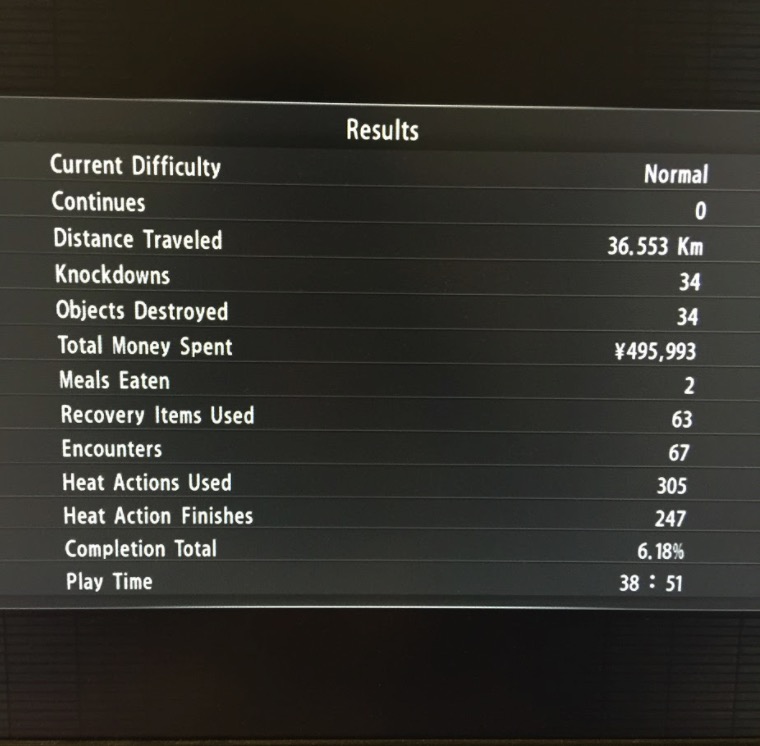 Results
Current Difficulty Normal
Continues 0
Distance Traveled 36.553 Km
Knockdowns 34
Objects Destroyed 34
Total Money Spent ¥495,993
Meals Eaten 2
Recovery Items Used 63
Encounters 67
Heat Actions Used 305
Heat Action Finishes 247
Completion Total 6.18%
Play Time 38 : 51